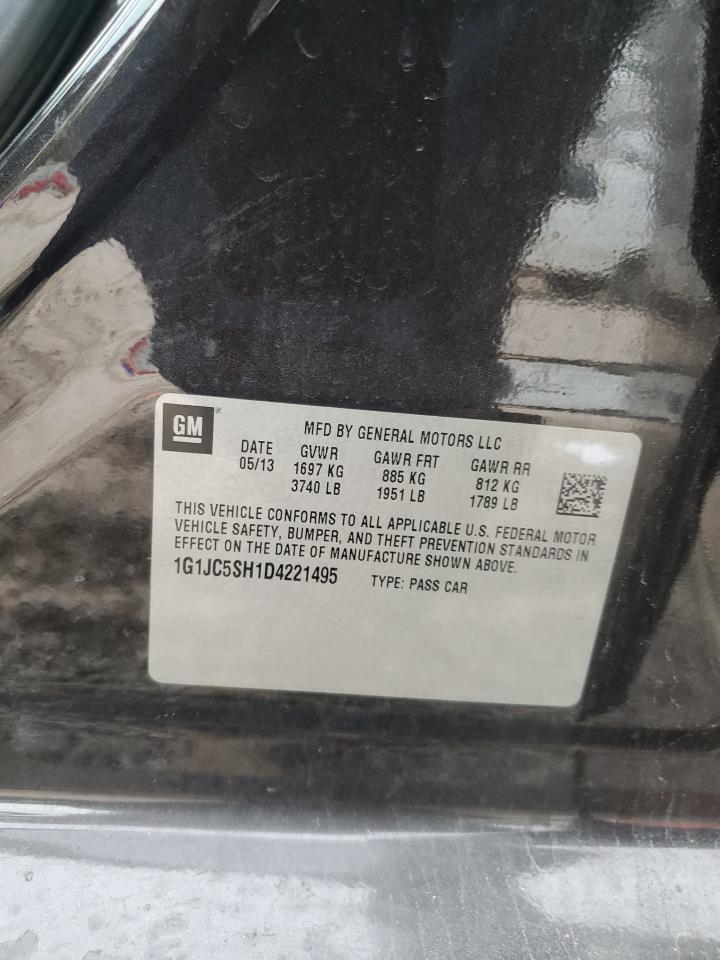 GM
MFD BY GENERAL MOTORS LLC
DATE GVWR GAWR FRT GAWR RR
05/13 1697 KG 885 KG 812 KG
3740 LB 1951 LB 1789 LB
THIS VEHICLE CONFORMS TO ALL APPLICABLE U.S. FEDERAL MOTOR
VEHICLE SAFETY, BUMPER, AND THEFT PREVENTION STANDARDS IN
EFFECT ON THE DATE OF MANUFACTURE SHOWN ABOVE.
1G1JC5SH1D4221495 TYPE: PASS CAR